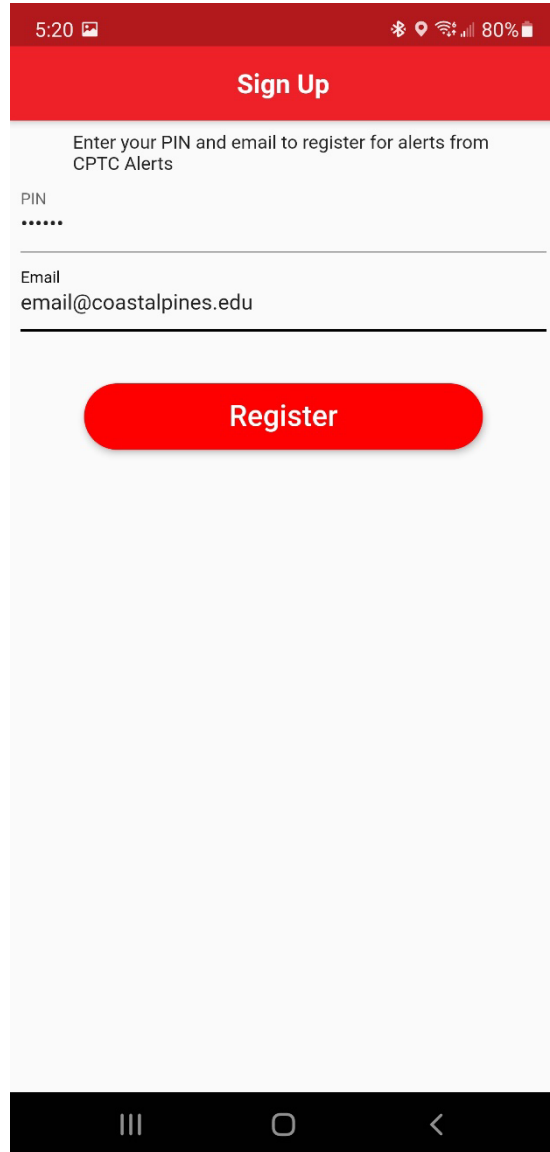 5:20 80%
Sign Up
Enter your PIN and email to register for alerts from
CPTC Alerts
PIN
••••••
Email
email@coastalpines.edu
Register